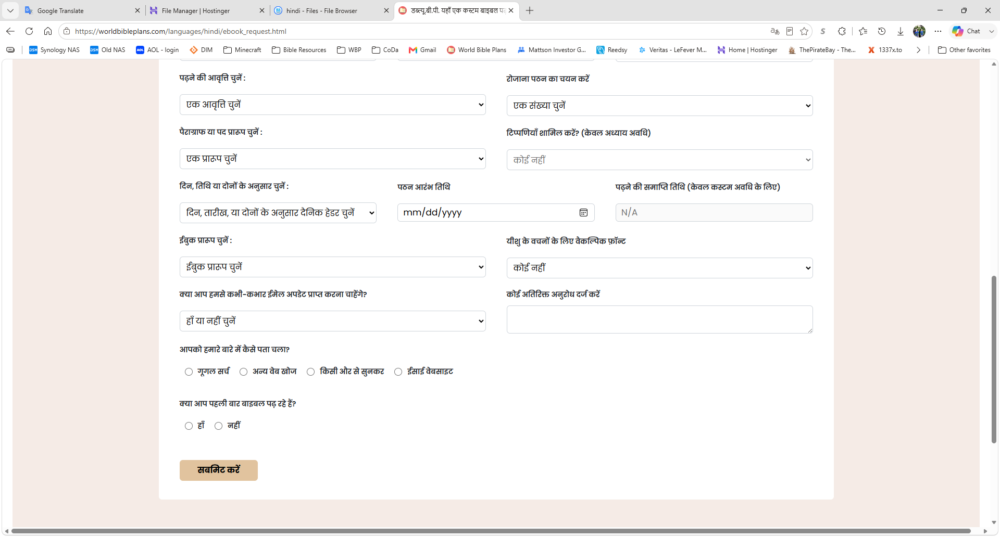 Google Translate
File Manager | Hostinger
hindi - Files - File Browser
डब्ल्यू.बी.पी. यहाँ एक कस्टम बाइबल
https://worldbibleplans.com/languages/hindi/ebook_request.html
Chat
Synology NAS Old NAS AOL - login DIM Minecraft Bible Resources WBP CoDa Gmail World Bible Plans Mattson Investor G... Reedsy Veritas - LeFever M... Home | Hostinger ThePirateBay - The... 1337x.to Other favorites
पढ़ने की आवृत्ति चुनें :
रोजाना पठन का चयन करें
एक आवृत्ति चुनें
एक संख्या चुनें
पैराग्राफ या पद प्रारूप चुनें :
टिप्पणियाँ शामिल करें? (केवल अध्याय अवधि)
एक प्रारूप चुनें
कोई नहीं
दिन, तिथि या दोनों के अनुसार चुनें :
पठन आरंभ तिथि
पढ़ने की समाप्ति तिथि (केवल कस्टम अवधि के लिए)
दिन, तारीख, या दोनों के अनुसार दैनिक हेडर चुनें
mm/dd/yyyy
N/A
ईबुक प्रारूप चुनें :
यीशु के वचनों के लिए वैकल्पिक फ़ॉन्ट
ईबुक प्रारूप चुनें
कोई नहीं
क्या आप हमसे कभी-कभार ईमेल अपडेट प्राप्त करना चाहेंगे?
कोई अतिरिक्त अनुरोध दर्ज करें
हाँ या नहीं चुनें
आपको हमारे बारे में कैसे पता चला?
गूगल सर्च अन्य वेब खोज किसी और से सुनकर ईसाई वेबसाइट
क्या आप पहली बार बाइबल पढ़ रहे हैं?
हाँ नहीं
सबमिट करें